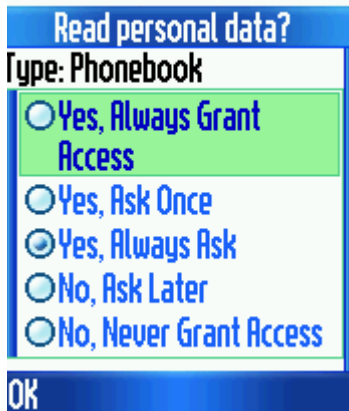 Read personal data?
Type: Phonebook
Yes, Always Grant
Access
Yes, Ask Once
Yes, Always Ask
No, Ask Later
No, Never Grant Access
OK